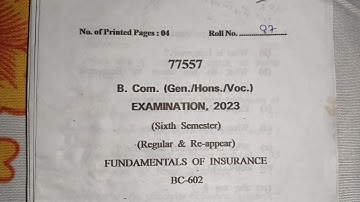 No. of Printed Pages : 04 Roll No. ....97....
77557
B. Com. (Gen./Hons./Voc.)
EXAMINATION, 2023
(Sixth Semester)
(Regular & Re-appear)
FUNDAMENTALS OF INSURANCE
BC-602